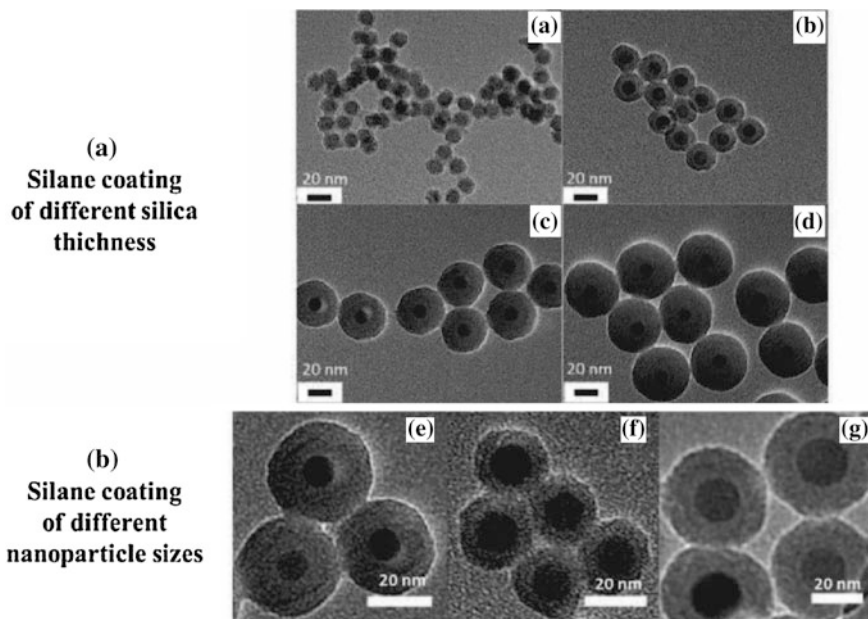 (a)
Silane coating
of different silica
thichness
(a)
20 nm
(b)
20 nm
(c)
20 nm
(d)
20 nm
(b)
Silane coating
of different
nanoparticle sizes
(e)
20 nm
(f)
20 nm
(g)
20 nm